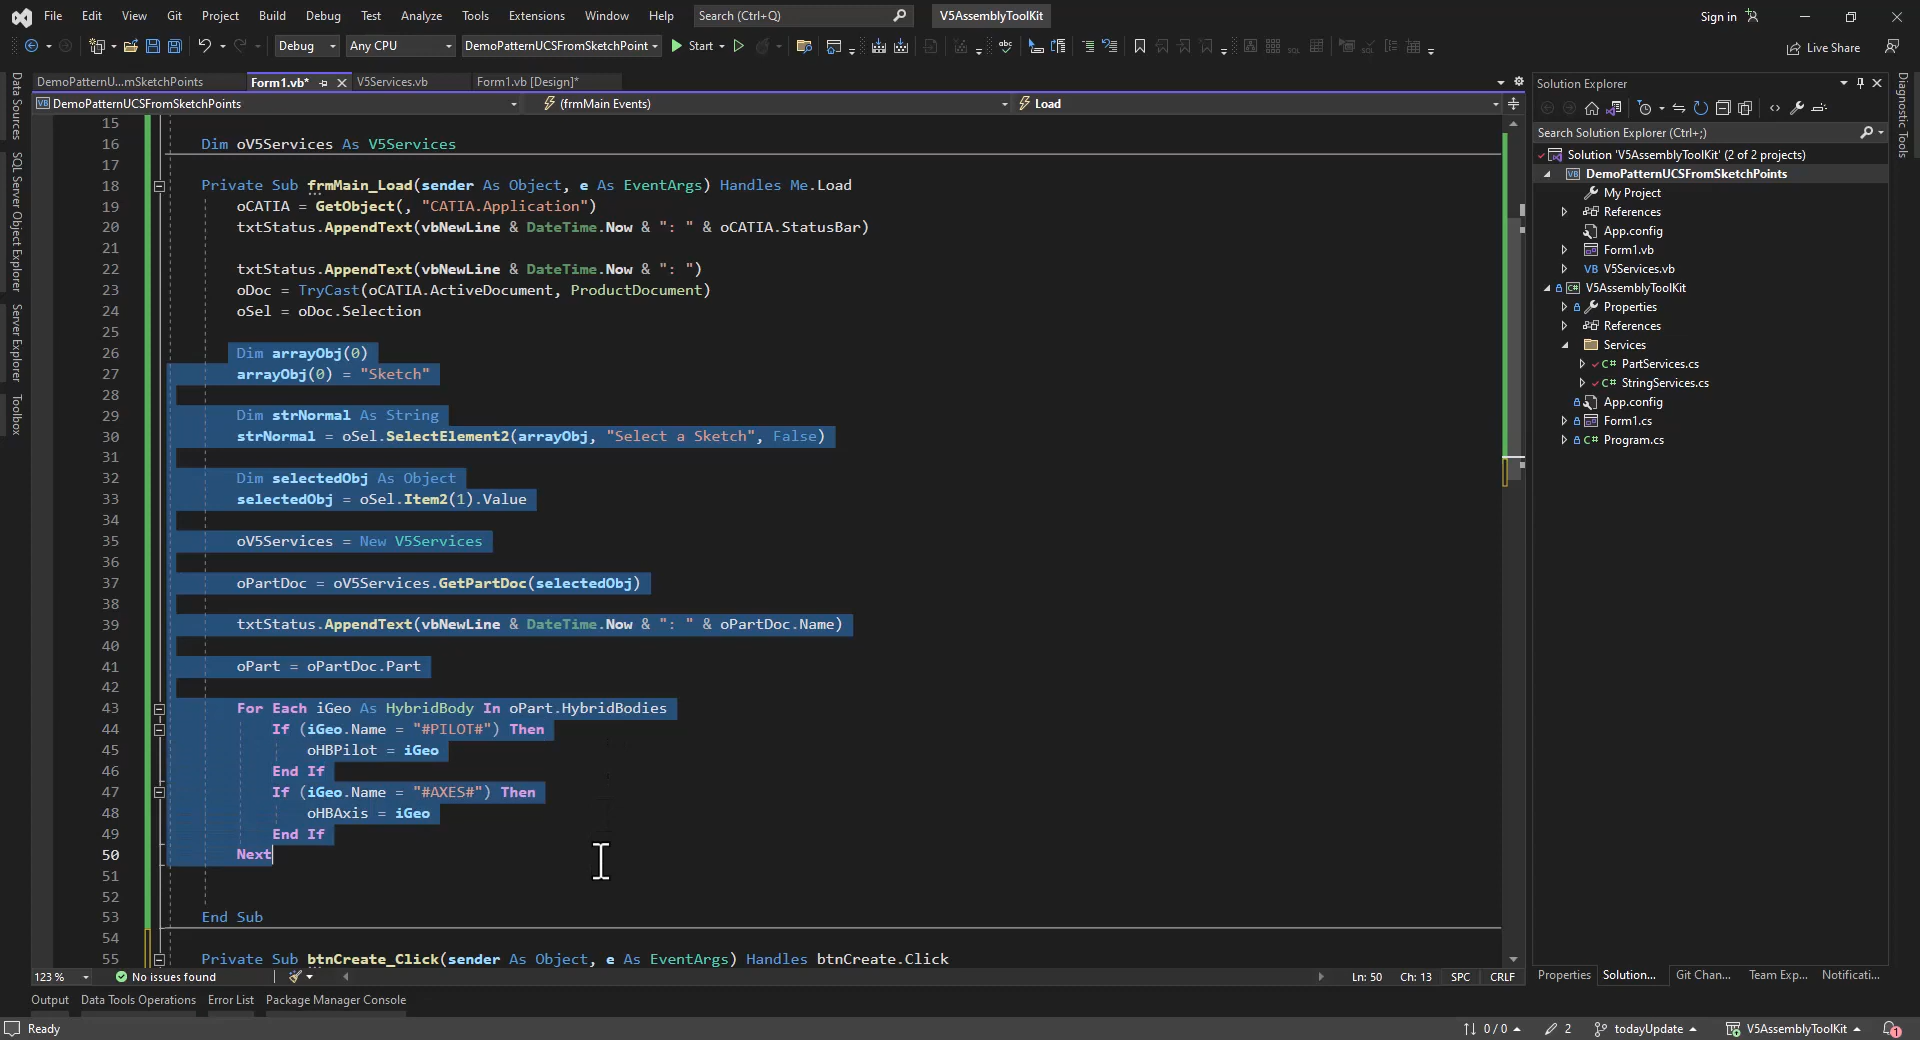 File Edit View Git Project Build Debug Test Analyze Tools Extensions Window Help Search (Ctrl+Q) V5AssemblyToolKit Sign in
Debug Any CPU DemoPatternUCSFromSketchPoint Start Live Share
DemoPatternU...mSketchPoints Form1.vb* V5Services.vb Form1.vb [Design]*
DemoPatternUCSFromSketchPoints (frmMain Events) Load
15
16 Dim oV5Services As V5Services
17
18 Private Sub frmMain_Load(sender As Object, e As EventArgs) Handles Me.Load
19 oCATIA = GetObject(, "CATIA.Application")
20 txtStatus.AppendText(vbNewLine & DateTime.Now & ": " & oCATIA.StatusBar)
21
22 txtStatus.AppendText(vbNewLine & DateTime.Now & ": ")
23 oDoc = TryCast(oCATIA.ActiveDocument, ProductDocument)
24 oSel = oDoc.Selection
25
26 Dim arrayObj(0)
27 arrayObj(0) = "Sketch"
28
29 Dim strNormal As String
30 strNormal = oSel.SelectElement2(arrayObj, "Select a Sketch", False)
31
32 Dim selectedObj As Object
33 selectedObj = oSel.Item2(1).Value
34
35 oV5Services = New V5Services
36
37 oPartDoc = oV5Services.GetPartDoc(selectedObj)
38
39 txtStatus.AppendText(vbNewLine & DateTime.Now & ": " & oPartDoc.Name)
40
41 oPart = oPartDoc.Part
42
43 For Each iGeo As HybridBody In oPart.HybridBodies
44 If (iGeo.Name = "#PILOT#") Then
45 oHBPilot = iGeo
46 End If
47 If (iGeo.Name = "#AXES#") Then
48 oHBAxis = iGeo
49 End If
50 Next
51
52
53 End Sub
54
55 Private Sub btnCreate_Click(sender As Object, e As EventArgs) Handles btnCreate.Click
123 % No issues found Ln: 50 Ch: 13 SPC CRLF
Output Data Tools Operations Error List Package Manager Console
Ready 0 / 0 2 todayUpdate V5AssemblyToolKit 1
Data Sources
SQL Server Object Explorer
Server Explorer
Toolbox
Solution Explorer
Search Solution Explorer (Ctrl+;)
Solution 'V5AssemblyToolKit' (2 of 2 projects)
VB DemoPatternUCSFromSketchPoints
My Project
References
App.config
Form1.vb
VB V5Services.vb
C# V5AssemblyToolKit
Properties
References
Services
C# PartServices.cs
C# StringServices.cs
App.config
Form1.cs
C# Program.cs
Properties Solution... Git Chan... Team Exp... Notificati...
Diagnostic Tools